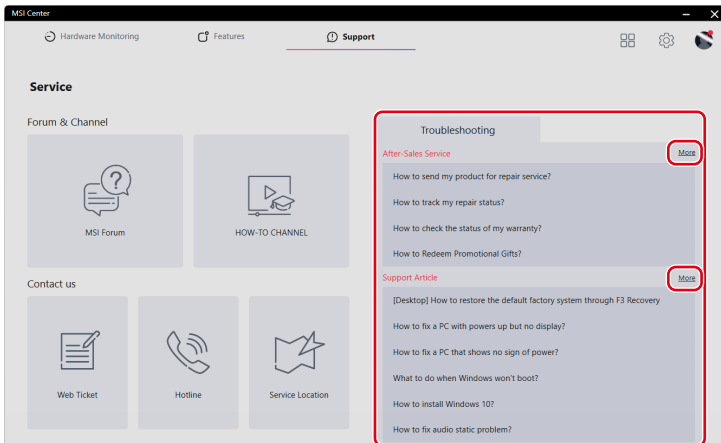 MSI Center
Hardware Monitoring
Features
Support
Service
Forum & Channel
MSI Forum
HOW-TO CHANNEL
Contact us
Web Ticket
Hotline
Service Location
Troubleshooting
After-Sales Service
More
How to send my product for repair service?
How to track my repair status?
How to check the status of my warranty?
How to Redeem Promotional Gifts?
Support Article
More
[Desktop] How to restore the default factory system through F3 Recovery
How to fix a PC with powers up but no display?
How to fix a PC that shows no sign of power?
What to do when Windows won't boot?
How to install Windows 10?
How to fix audio static problem?